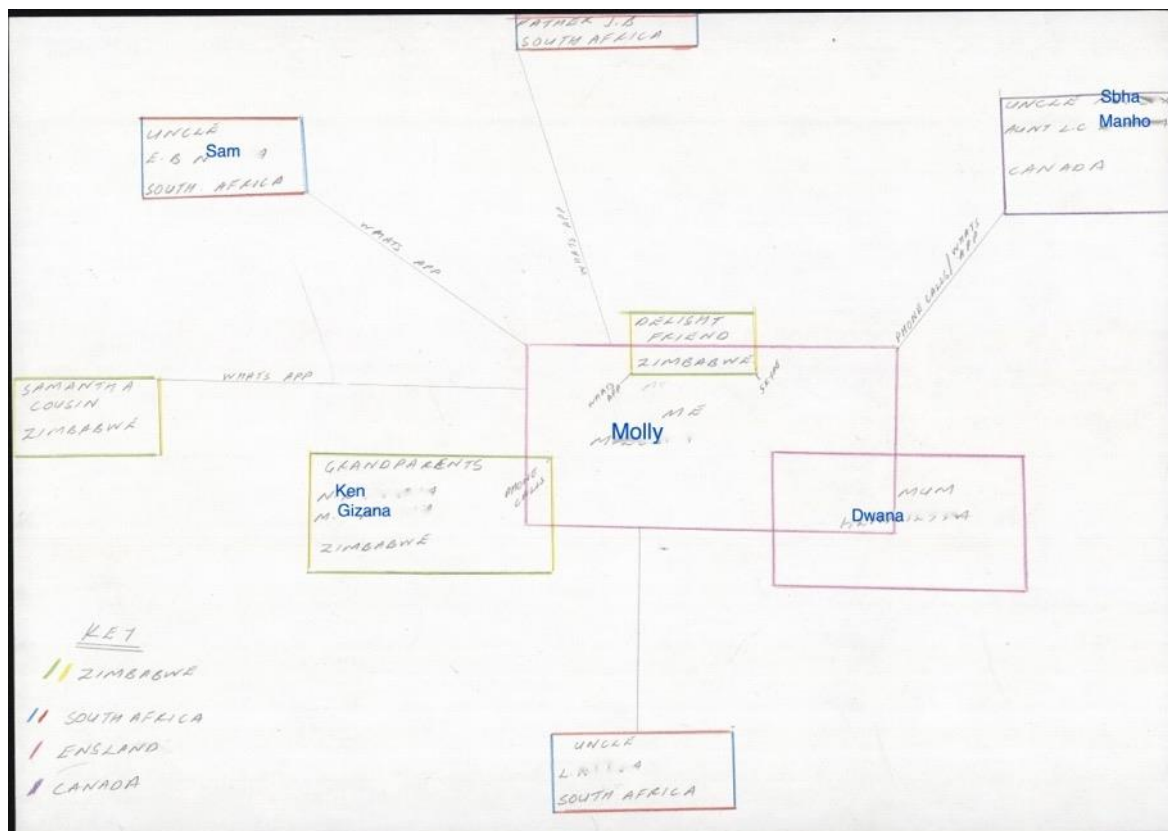 FATHER J.B
SOUTH AFRICA
UNCLE
E.B Sam
SOUTH AFRICA
UNCLE Sbha
AUNT L.C Manho
CANADA
WHATS APP
WHATS APP
PHONE CALLS/WHATS APP
DELIGHT
FRIEND
ZIMBABWE
WHATS APP
SAMANTHA
COUSIN
ZIMBABWE
WHATS APP
ME
Molly
GRANDPARENTS
Ken
Gizana
ZIMBABWE
PHONE CALLS
MUM
Dwana
KEY
ZIMBABWE
SOUTH AFRICA
ENGLAND
CANADA
UNCLE
SOUTH AFRICA